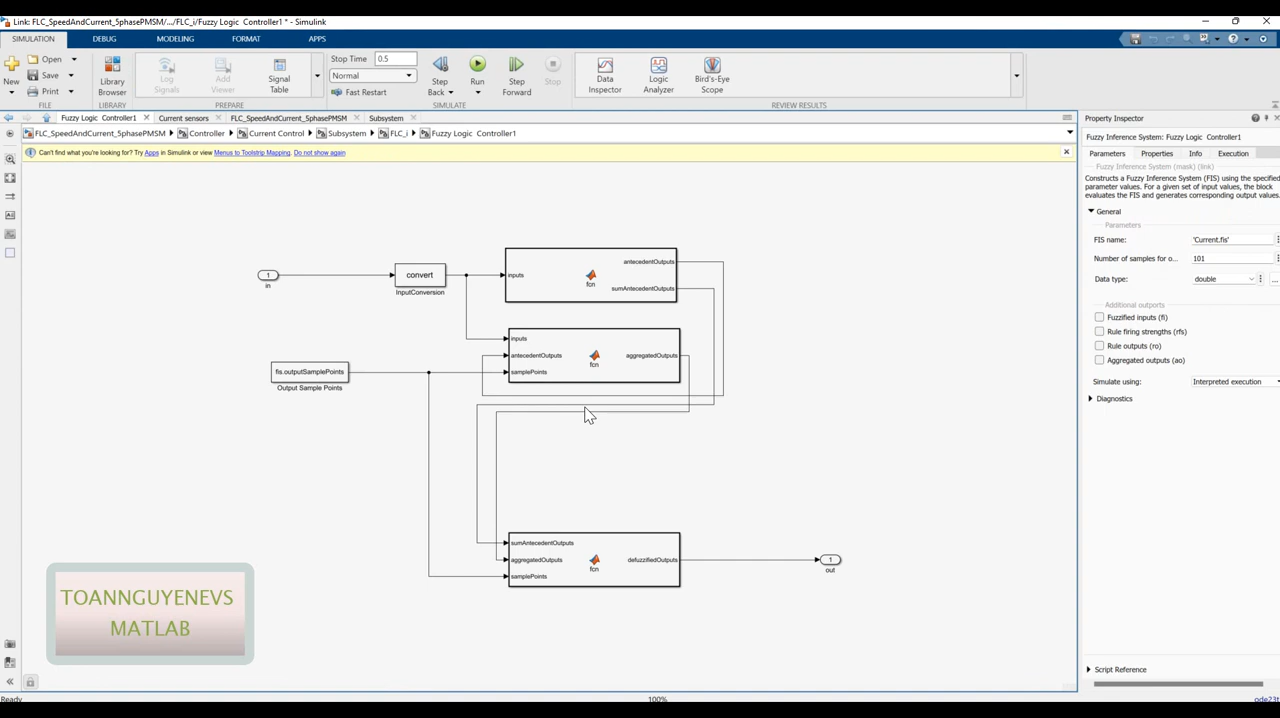 Link: FLC_SpeedAndCurrent_5phasePMSM/.../FLC_i/Fuzzy Logic Controller1 * - Simulink
SIMULATION
DEBUG
MODELING
FORMAT
APPS
New
Open
Save
Print
FILE
Library
Browser
LIBRARY
Log
Signals
Add
Viewer
Signal
Table
PREPARE
Stop Time 0.5
Normal
Fast Restart
Step
Back
Run
Step
Forward
Stop
SIMULATE
Data
Inspector
Logic
Analyzer
Bird's-Eye
Scope
REVIEW RESULTS
Fuzzy Logic Controller1
Current sensors
FLC_SpeedAndCurrent_5phasePMSM
Subsystem
FLC_SpeedAndCurrent_5phasePMSM
Controller
Current Control
Subsystem
FLC_i
Fuzzy Logic Controller1
Can't find what you're looking for? Try Apps in Simulink or view Menus to Toolstrip Mapping. Do not show again
1
in
convert
InputConversion
inputs
fcn
antecedentOutputs
sumAntecedentOutputs
inputs
antecedentOutputs
samplePoints
fcn
aggregatedOutputs
fis.outputSamplePoints
Output Sample Points
sumAntecedentOutputs
aggregatedOutputs
samplePoints
fcn
defuzzifiedOutputs
1
out
TOANNGUYENEVS
MATLAB
Property Inspector
Fuzzy Inference System: Fuzzy Logic Controller1
Parameters
Properties
Info
Execution
Fuzzy Inference System (mask) (link)
Constructs a Fuzzy Inference System (FIS) using the specified
parameter values. For a given set of input values, the block
evaluates the FIS and generates corresponding output values.
General
Parameters
FIS name: 'Current.fis'
Number of samples for o... 101
Data type: double
Additional outports
Fuzzified inputs (fi)
Rule firing strengths (rfs)
Rule outputs (ro)
Aggregated outputs (ao)
Simulate using: Interpreted execution
Diagnostics
Script Reference
Ready
100%
ode23t